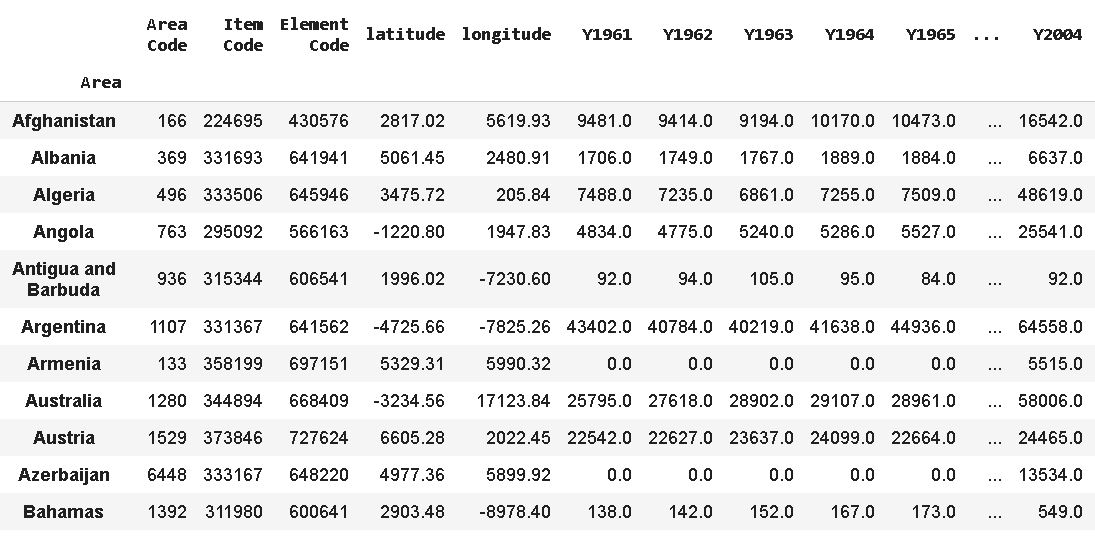 Area Code Item Code Element Code latitude longitude Y1961 Y1962 Y1963 Y1964 Y1965 ... Y2004
Area
Afghanistan 166 224695 430576 2817.02 5619.93 9481.0 9414.0 9194.0 10170.0 10473.0 ... 16542.0
Albania 369 331693 641941 5061.45 2480.91 1706.0 1749.0 1767.0 1889.0 1884.0 ... 6637.0
Algeria 496 333506 645946 3475.72 205.84 7488.0 7235.0 6861.0 7255.0 7509.0 ... 48619.0
Angola 763 295092 566163 -1220.80 1947.83 4834.0 4775.0 5240.0 5286.0 5527.0 ... 25541.0
Antigua and Barbuda 936 315344 606541 1996.02 -7230.60 92.0 94.0 105.0 95.0 84.0 ... 92.0
Argentina 1107 331367 641562 -4725.66 -7825.26 43402.0 40784.0 40219.0 41638.0 44936.0 ... 64558.0
Armenia 133 358199 697151 5329.31 5990.32 0.0 0.0 0.0 0.0 0.0 ... 5515.0
Australia 1280 344894 668409 -3234.56 17123.84 25795.0 27618.0 28902.0 29107.0 28961.0 ... 58006.0
Austria 1529 373846 727624 6605.28 2022.45 22542.0 22627.0 23637.0 24099.0 22664.0 ... 24465.0
Azerbaijan 6448 333167 648220 4977.36 5899.92 0.0 0.0 0.0 0.0 0.0 ... 13534.0
Bahamas 1392 311980 600641 2903.48 -8978.40 138.0 142.0 152.0 167.0 173.0 ... 549.0